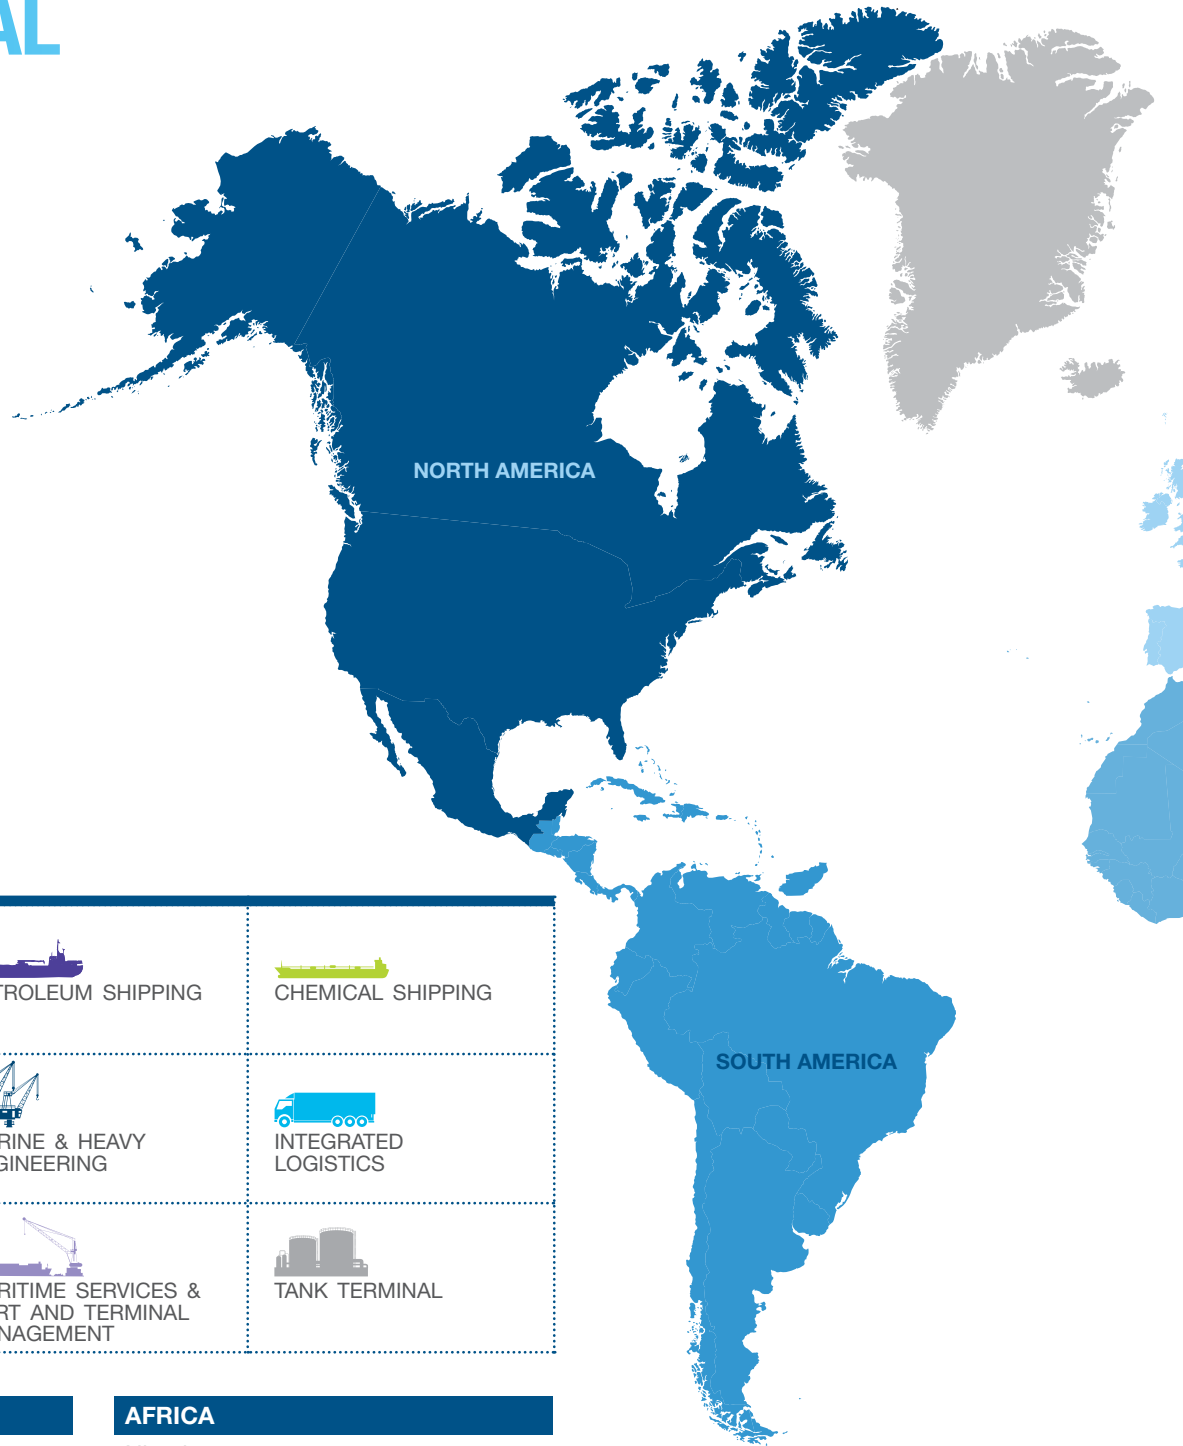 AL
NORTH AMERICA
TROLEUM SHIPPING
CHEMICAL SHIPPING
SOUTH AMERICA
RINE & HEAVY
GINEERING
INTEGRATED
LOGISTICS
RITIME SERVICES &
RT AND TERMINAL
NAGEMENT
TANK TERMINAL
AFRICA